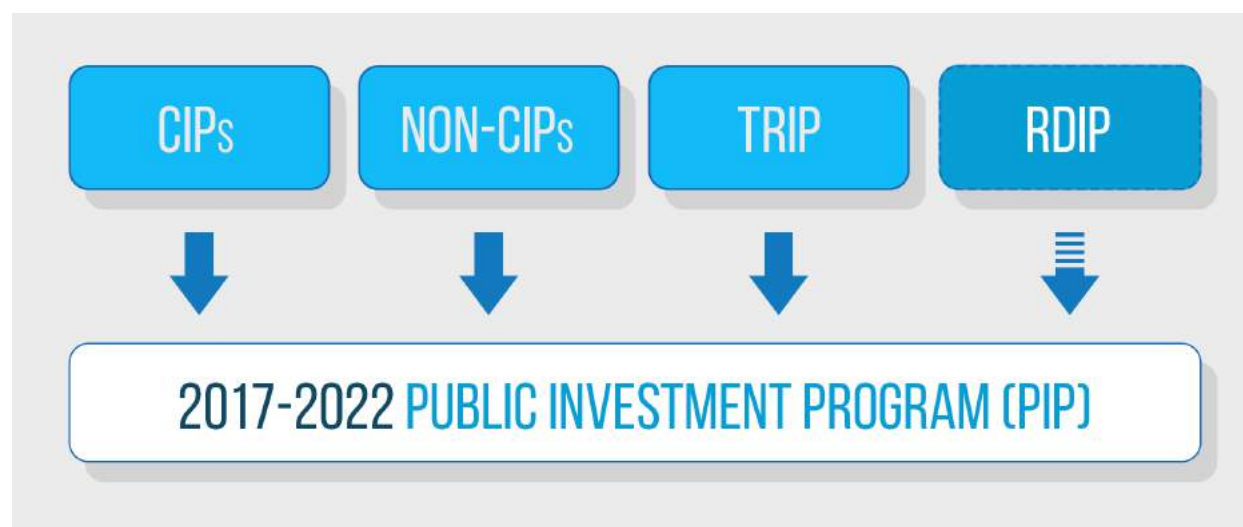 CIPs
NON-CIPs
TRIP
RDIP
2017-2022 PUBLIC INVESTMENT PROGRAM (PIP)